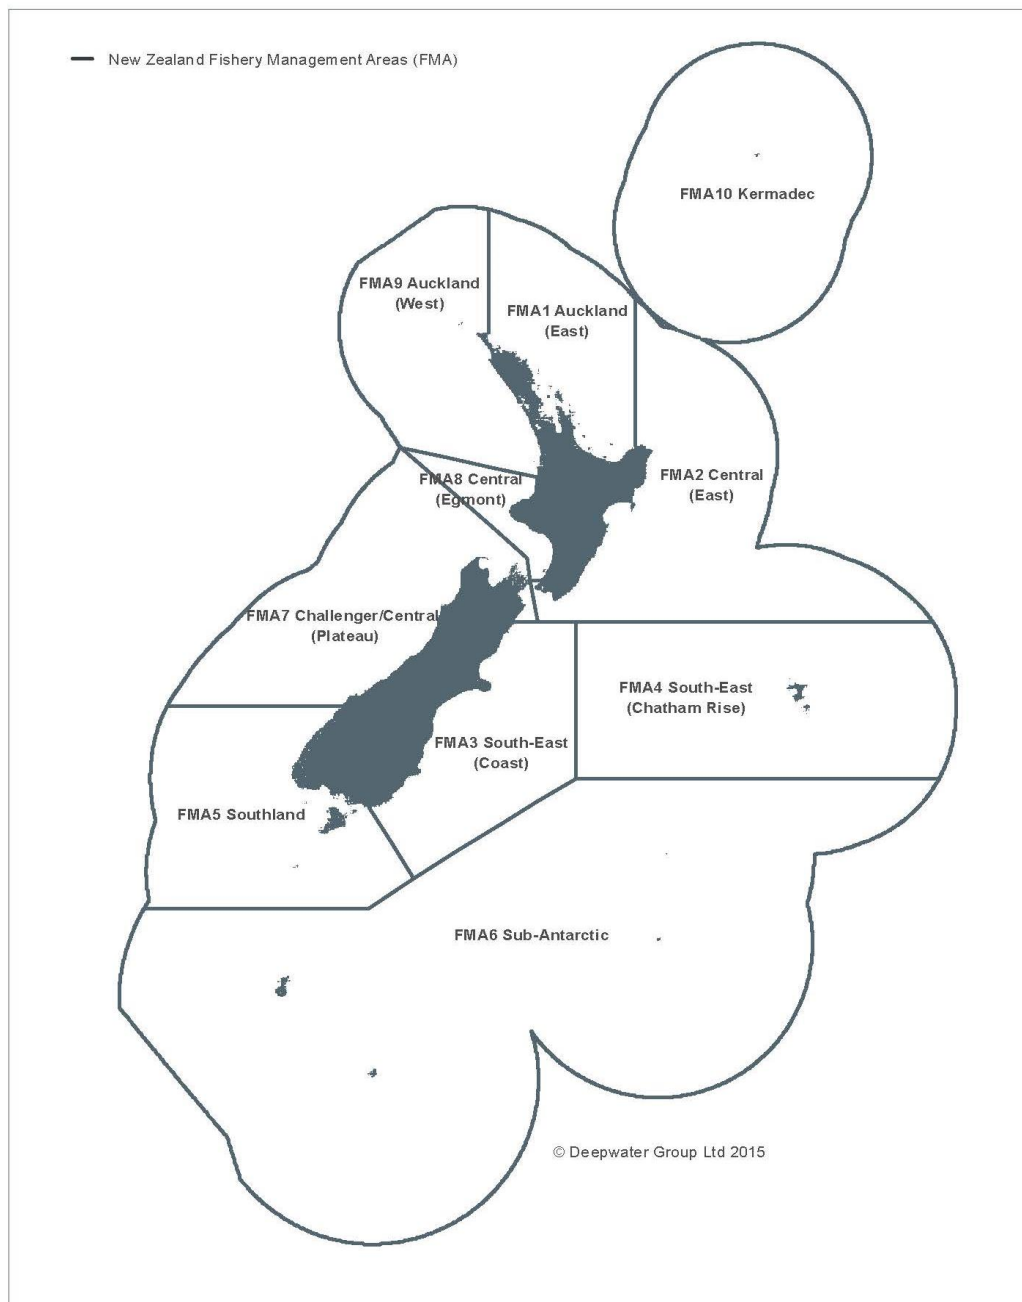 New Zealand Fishery Management Areas (FMA)
FMA10 Kermadec
FMA9 Auckland
(West)
FMA1 Auckland
(East)
FMA8 Central
(Egmont)
FMA2 Central
(East)
FMA7 Challenger/Central
(Plateau)
FMA4 South-East
(Chatham Rise)
FMA3 South-East
(Coast)
FMA5 Southland
FMA6 Sub-Antarctic
© Deepwater Group Ltd 2015